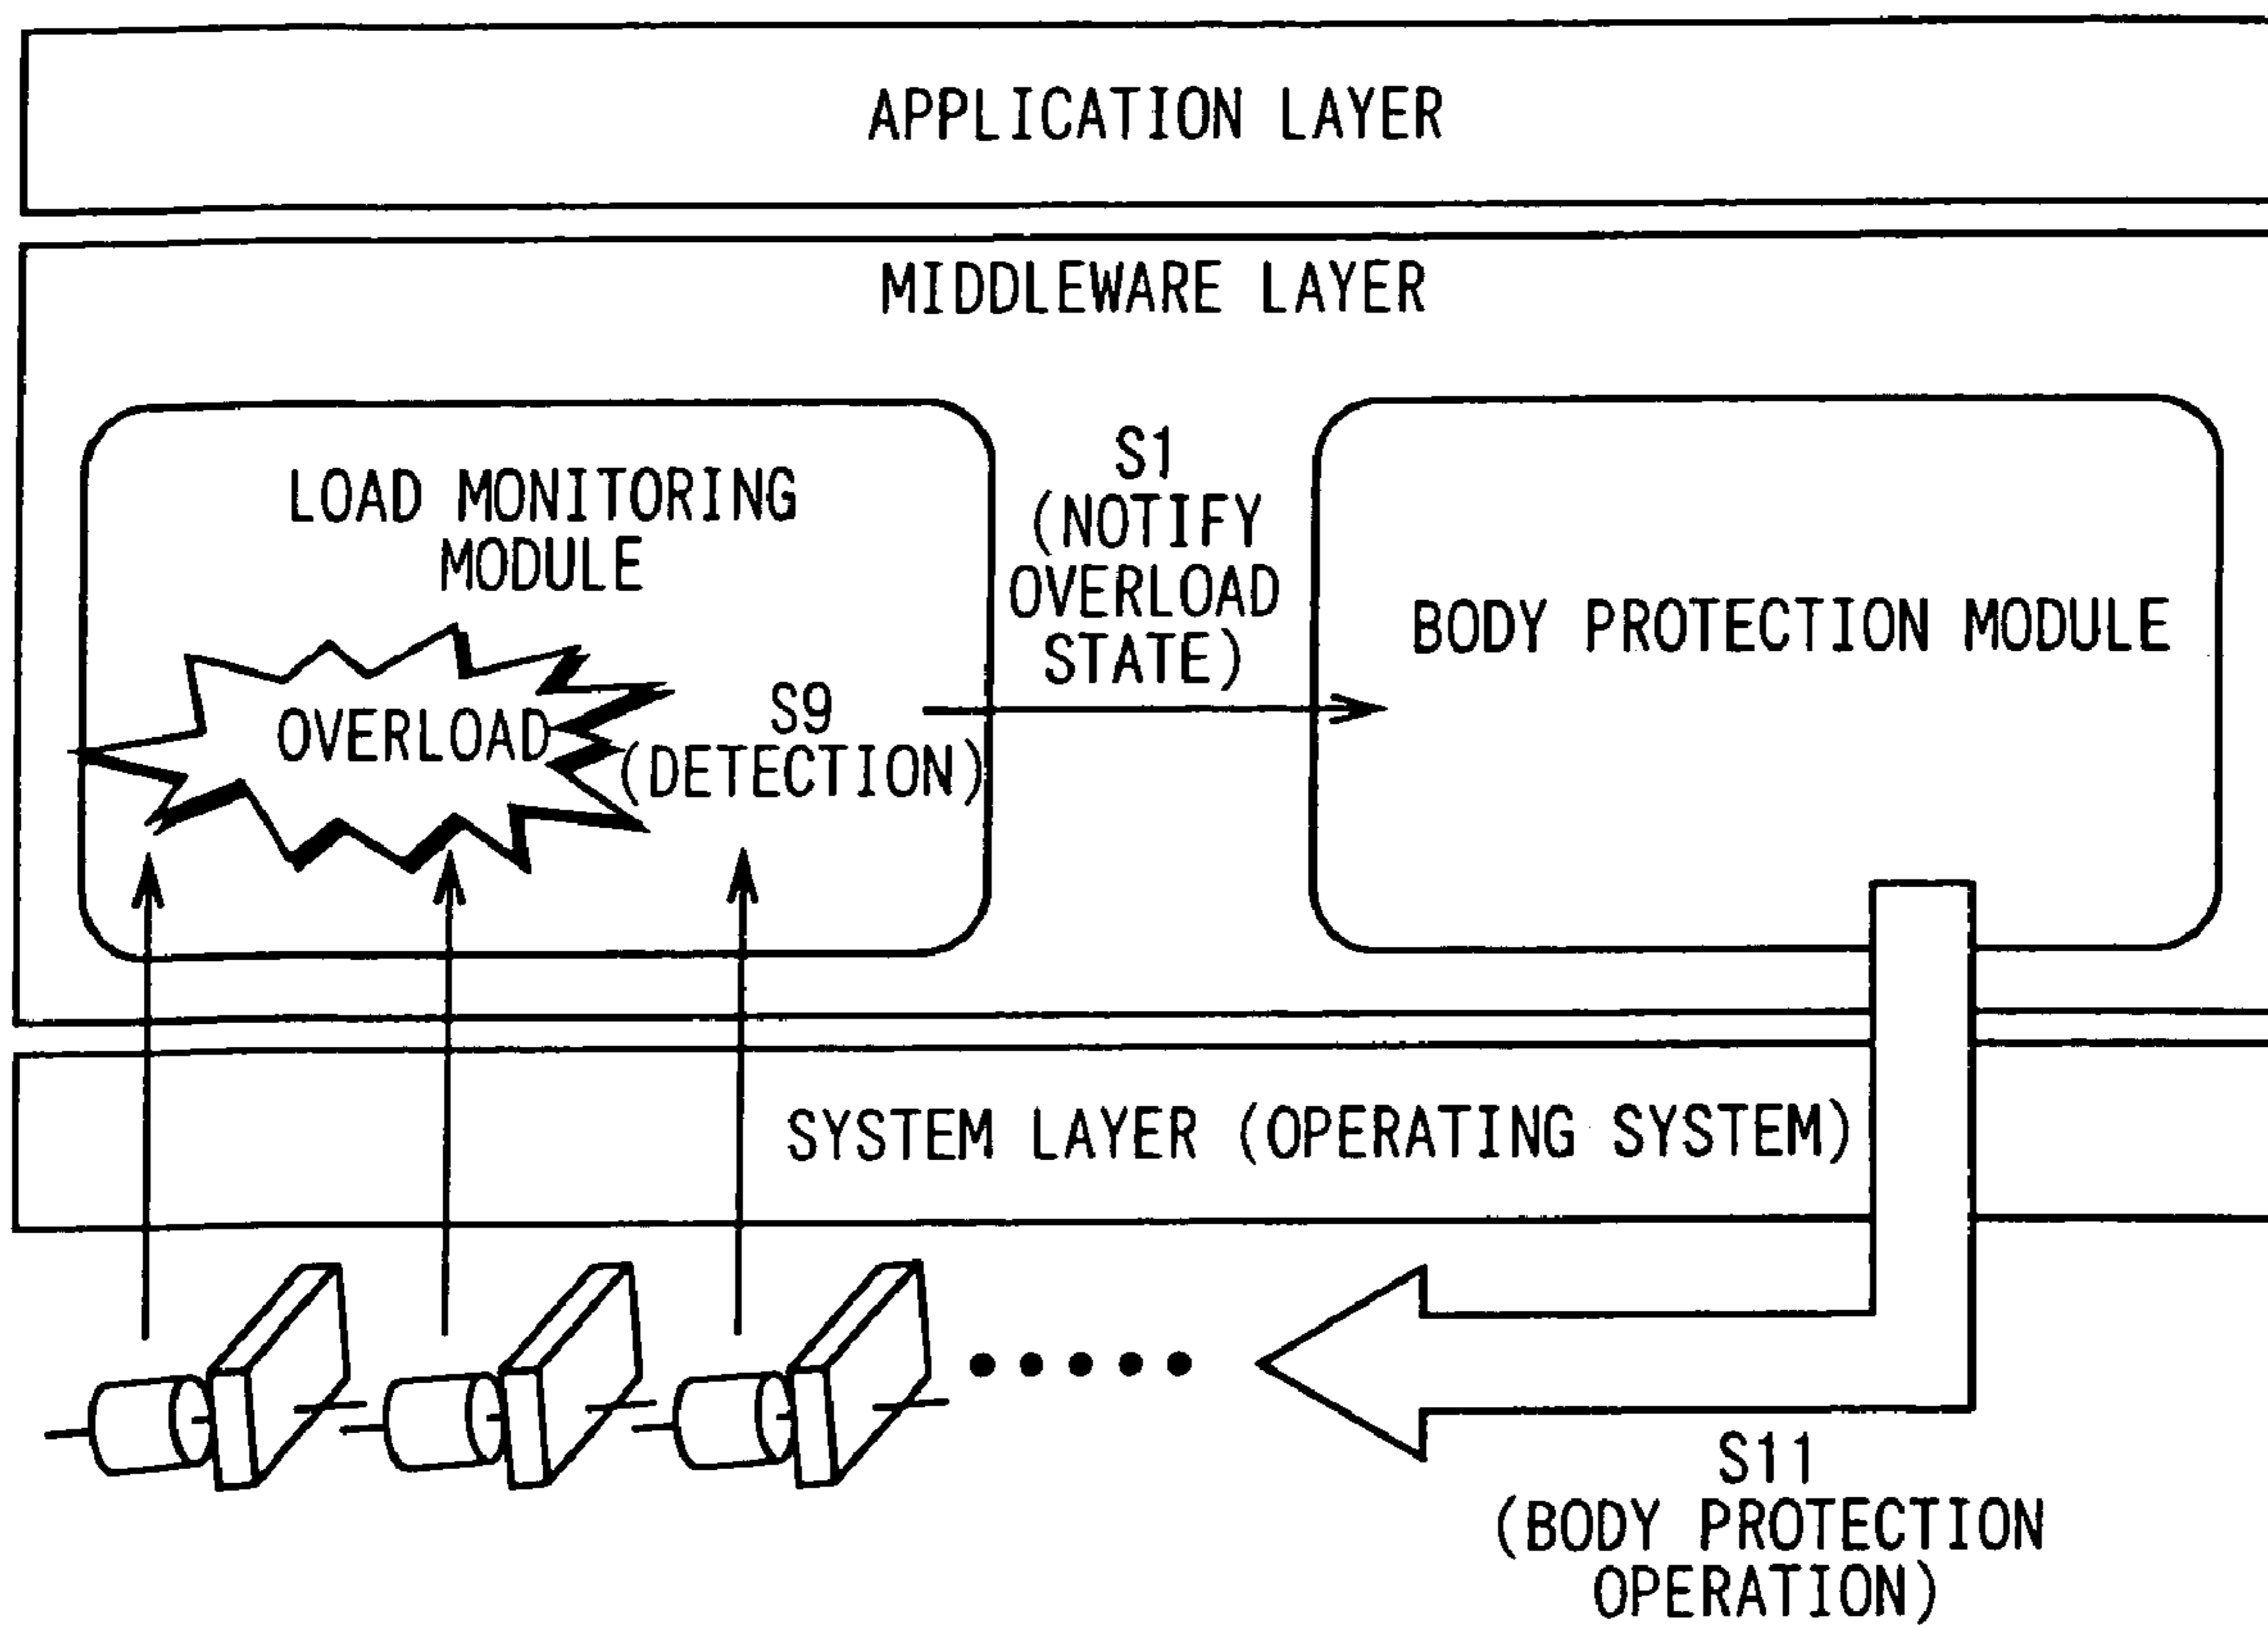 APPLICATION LAYER
MIDDLEWARE LAYER
LOAD MONITORING
MODULE
OVERLOAD
S9
(DETECTION)
S1
(NOTIFY
OVERLOAD
STATE)
BODY PROTECTION MODULE
SYSTEM LAYER (OPERATING SYSTEM)
S11
(BODY PROTECTION
OPERATION)